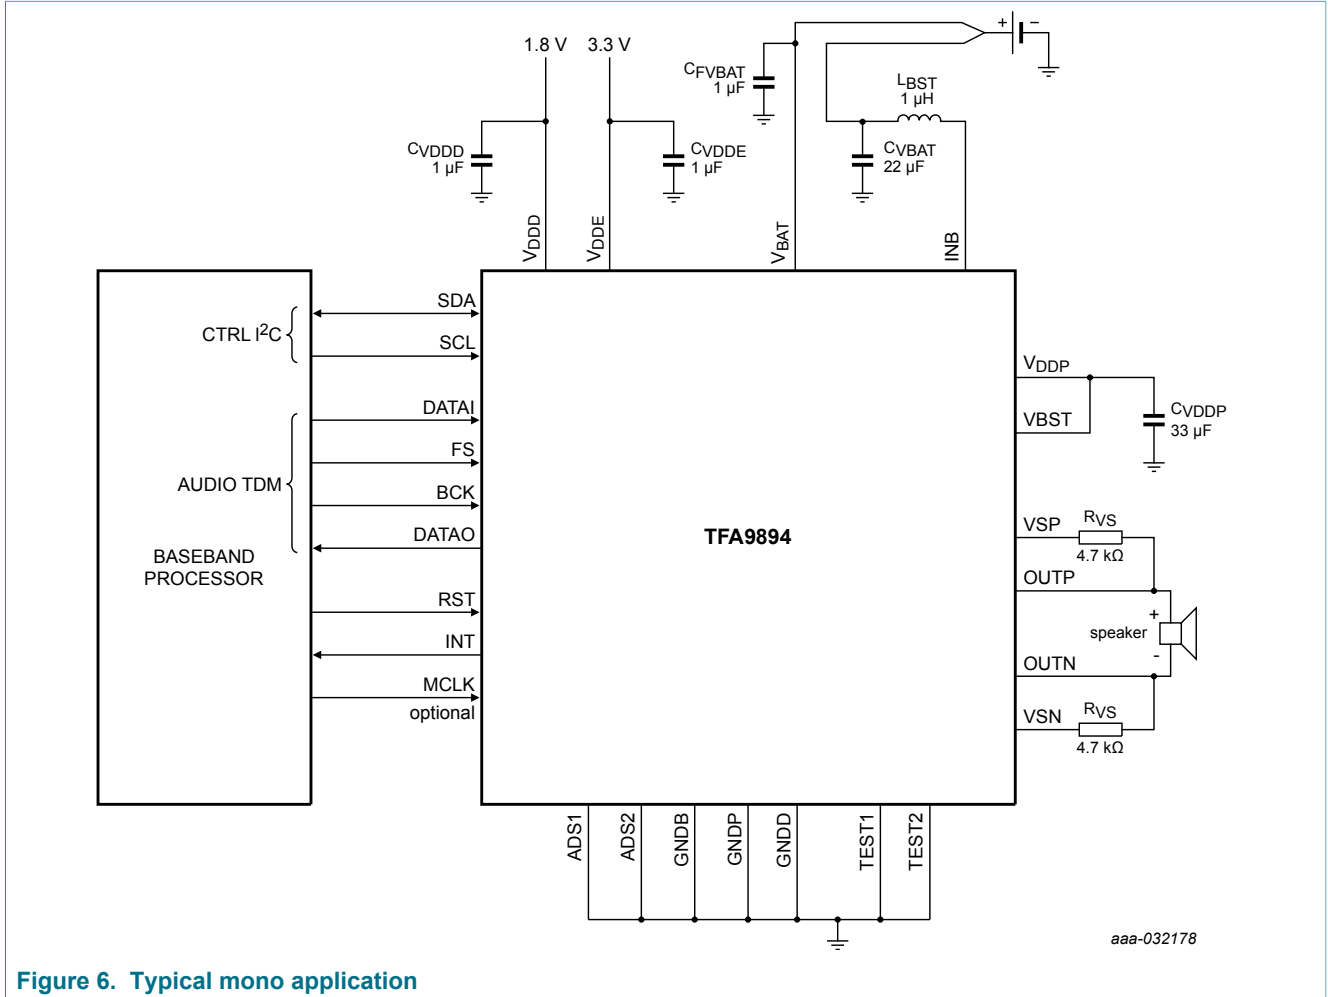 1.8 V
3.3 V
+
−
CFVBAT
1 µF
LBST
1 µH
CVDDD
1 µF
CVDDE
1 µF
CVBAT
22 µF
VDDD
VDDE
VBAT
INB
CTRL I2C
SDA
SCL
AUDIO TDM
DATAI
FS
BCK
DATAO
BASEBAND
PROCESSOR
RST
INT
MCLK
optional
TFA9894
VDDP
VBST
CVDDP
33 µF
VSP
RVS
4.7 kΩ
OUTP
+
speaker
-
OUTN
VSN
RVS
4.7 kΩ
ADS1
ADS2
GNDB
GNDP
GNDD
TEST1
TEST2
aaa-032178
Figure 6. Typical mono application